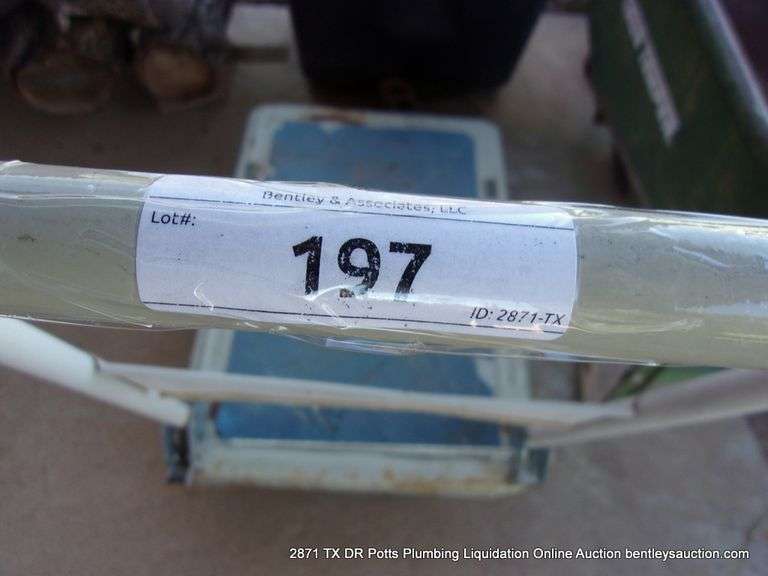 Bentley & Associates, LLC
Lot#:
197
ID: 2871-TX
2871 TX DR Potts Plumbing Liquidation Online Auction bentleysauction.com